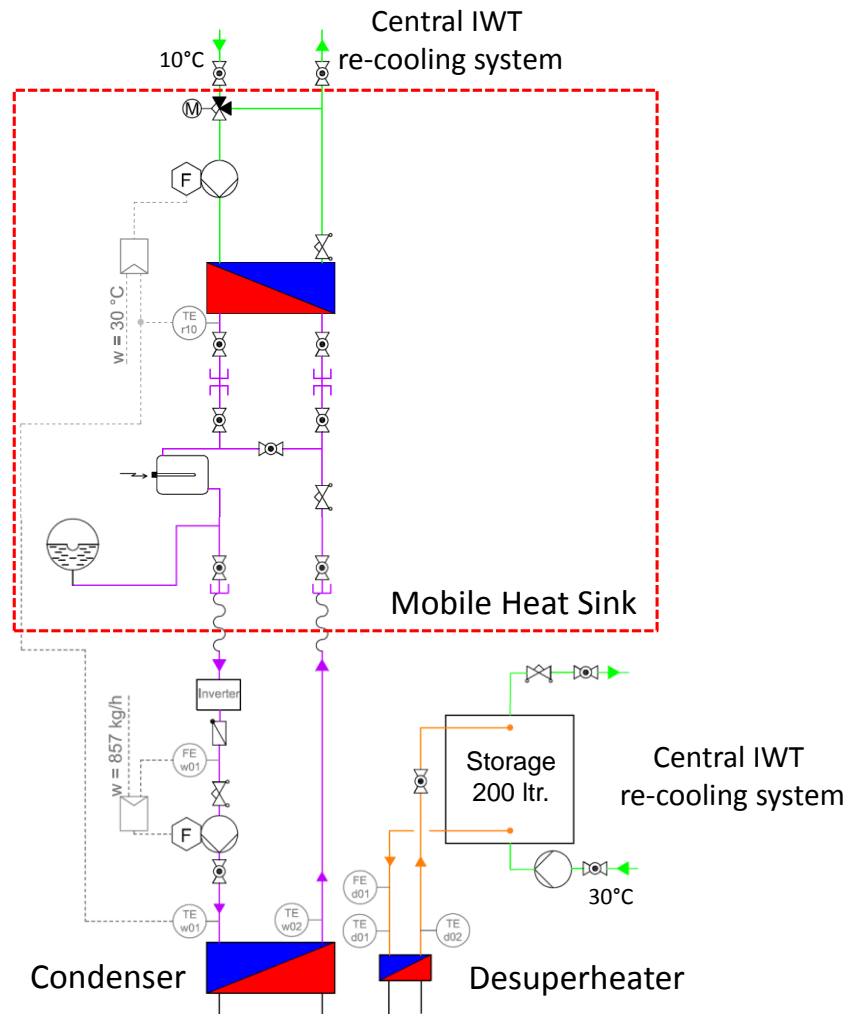 Central IWT
re-cooling system
10°C
M
F
w = 30 °C
TE
r10
Mobile Heat Sink
Inverter
w = 857 kg/h
FE
w01
F
Storage
200 ltr.
Central IWT
re-cooling system
30°C
FE
d01
TE
w01
TE
w02
TE
d01
TE
d02
Condenser
Desuperheater